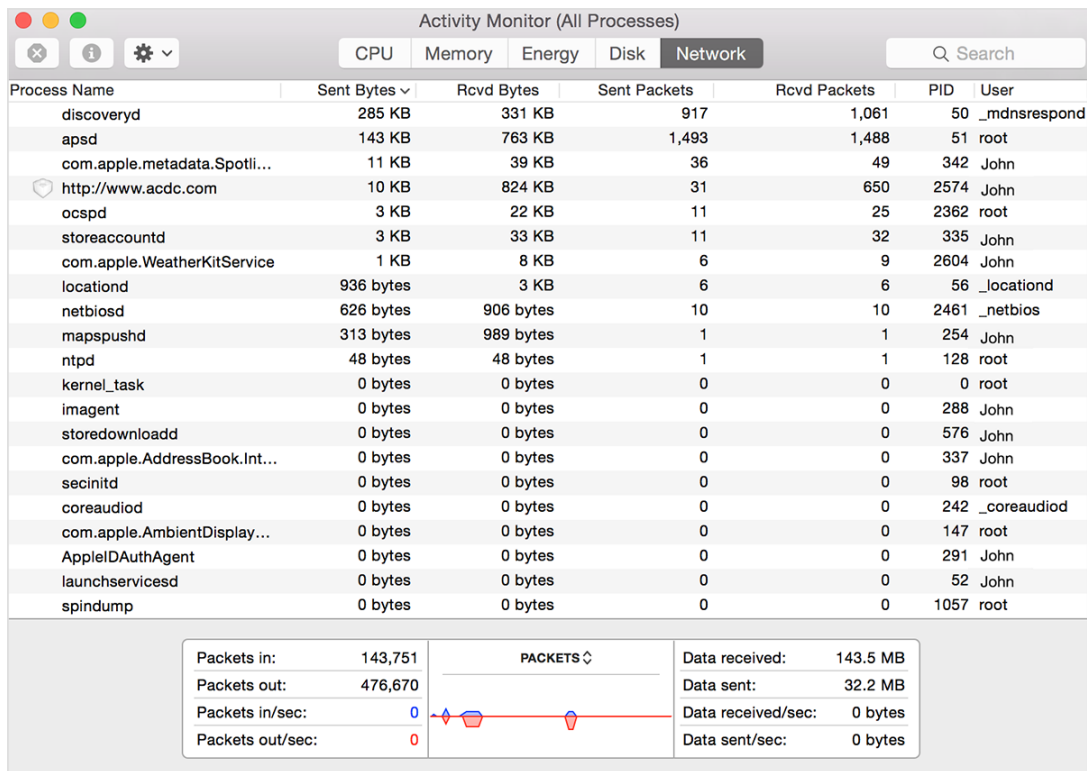 Activity Monitor (All Processes)
CPU Memory Energy Disk Network Search
Process Name Sent Bytes Rcvd Bytes Sent Packets Rcvd Packets PID User
discoveryd 285 KB 331 KB 917 1,061 50 _mdnsrespond
apsd 143 KB 763 KB 1,493 1,488 51 root
com.apple.metadata.Spotli... 11 KB 39 KB 36 49 342 John
http://www.acdc.com 10 KB 824 KB 31 650 2574 John
ocspd 3 KB 22 KB 11 25 2362 root
storeaccountd 3 KB 33 KB 11 32 335 John
com.apple.WeatherKitService 1 KB 8 KB 6 9 2604 John
locationd 936 bytes 3 KB 6 6 56 _locationd
netbiosd 626 bytes 906 bytes 10 10 2461 _netbios
mapspushd 313 bytes 989 bytes 1 1 254 John
ntpd 48 bytes 48 bytes 1 1 128 root
kernel_task 0 bytes 0 bytes 0 0 0 root
imagent 0 bytes 0 bytes 0 0 288 John
storedownloadd 0 bytes 0 bytes 0 0 576 John
com.apple.AddressBook.Int... 0 bytes 0 bytes 0 0 337 John
secinitd 0 bytes 0 bytes 0 0 98 root
coreaudiod 0 bytes 0 bytes 0 0 242 _coreaudiod
com.apple.AmbientDisplay... 0 bytes 0 bytes 0 0 147 root
AppleIDAuthAgent 0 bytes 0 bytes 0 0 291 John
launchservicesd 0 bytes 0 bytes 0 0 52 John
spindump 0 bytes 0 bytes 0 0 1057 root
Packets in: 143,751 PACKETS Data received: 143.5 MB
Packets out: 476,670 Data sent: 32.2 MB
Packets in/sec: 0 Data received/sec: 0 bytes
Packets out/sec: 0 Data sent/sec: 0 bytes